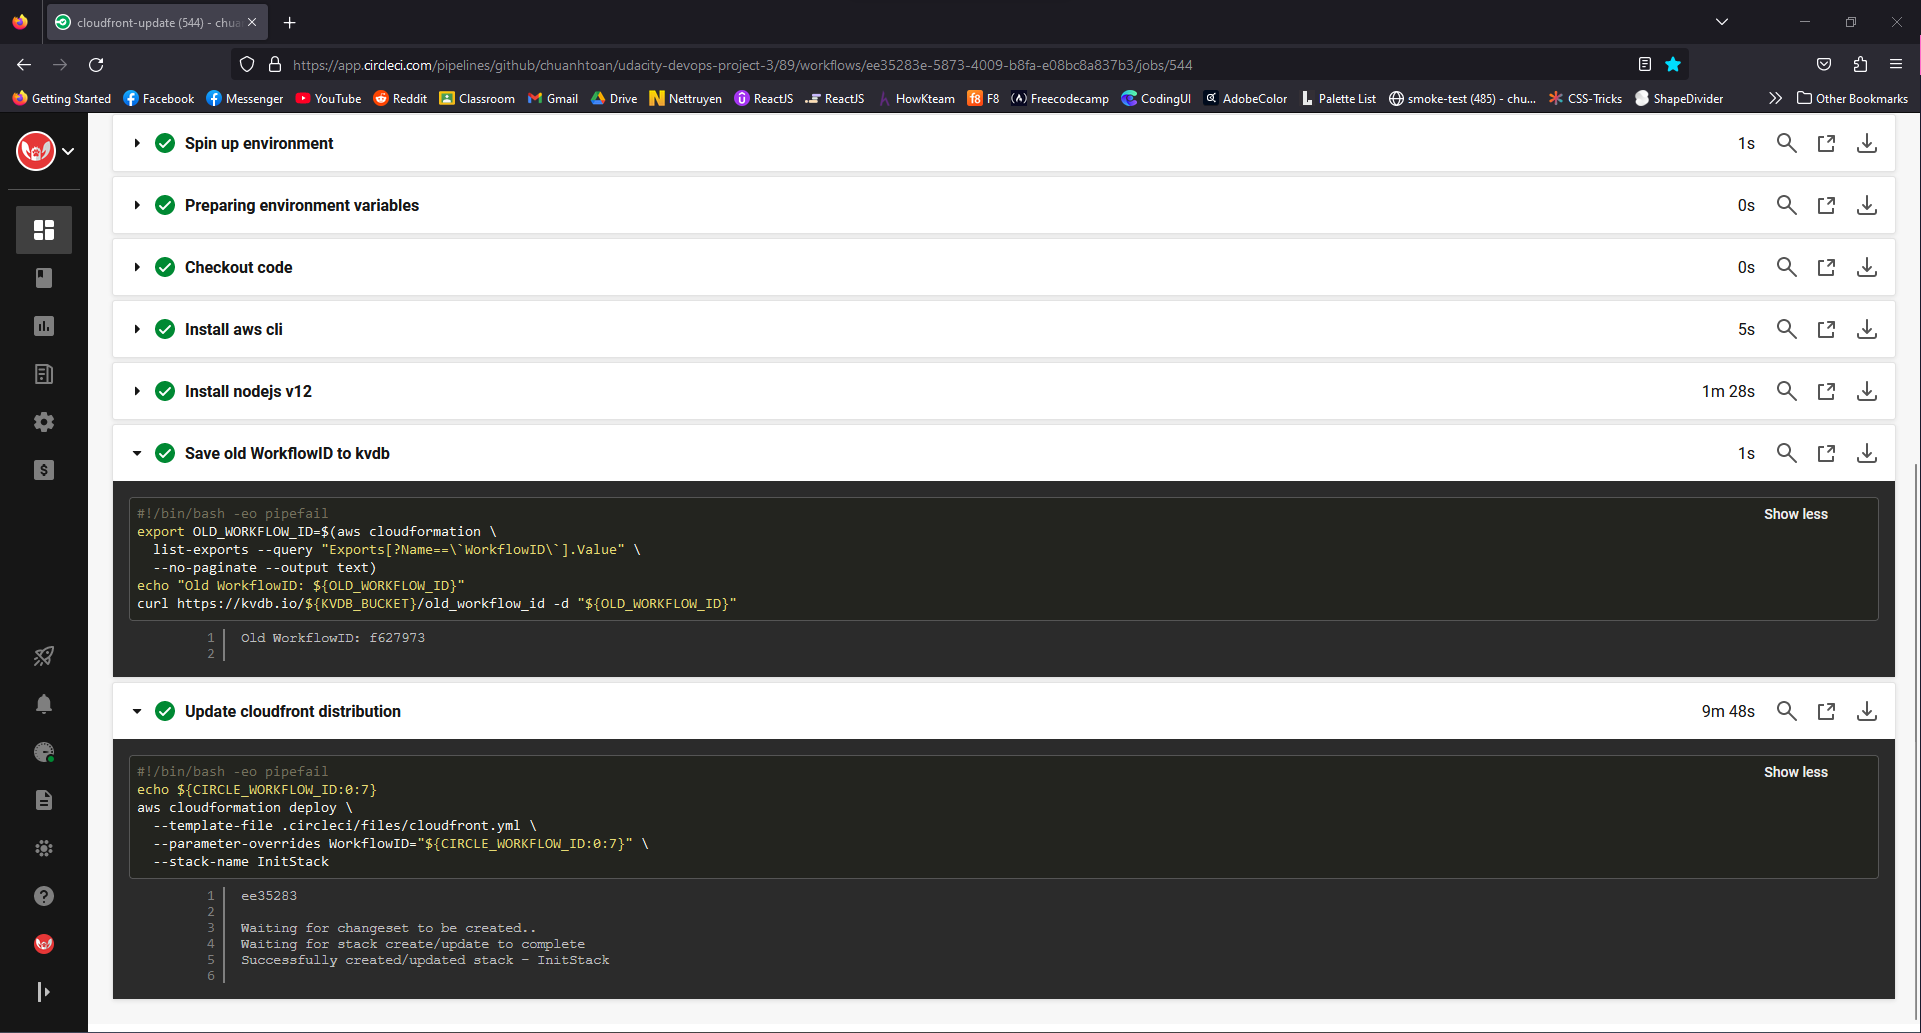 cloudfront-update (544) - chua
https://app.circleci.com/pipelines/github/chuanhtoan/udacity-devops-project-3/89/workflows/ee35283e-5873-4009-b8fa-e08bc8a837b3/jobs/544
Getting Started Facebook Messenger YouTube Reddit Classroom Gmail Drive Nettruyen ReactJS ReactJS HowKteam F8 Freecodecamp CodingUI AdobeColor Palette List smoke-test (485) - chu... CSS-Tricks ShapeDivider Other Bookmarks
Spin up environment 1s
Preparing environment variables 0s
Checkout code 0s
Install aws cli 5s
Install nodejs v12 1m 28s
Save old WorkflowID to kvdb 1s
#!/bin/bash -eo pipefail Show less
export OLD_WORKFLOW_ID=$(aws cloudformation \
list-exports --query "Exports[?Name==\`WorkflowID\`].Value" \
--no-paginate --output text)
echo "Old WorkflowID: ${OLD_WORKFLOW_ID}"
curl https://kvdb.io/${KVDB_BUCKET}/old_workflow_id -d "${OLD_WORKFLOW_ID}"
1 Old WorkflowID: f627973
2
Update cloudfront distribution 9m 48s
#!/bin/bash -eo pipefail Show less
echo ${CIRCLE_WORKFLOW_ID:0:7}
aws cloudformation deploy \
--template-file .circleci/files/cloudfront.yml \
--parameter-overrides WorkflowID="${CIRCLE_WORKFLOW_ID:0:7}" \
--stack-name InitStack
1 ee35283
2
3 Waiting for changeset to be created..
4 Waiting for stack create/update to complete
5 Successfully created/updated stack - InitStack
6